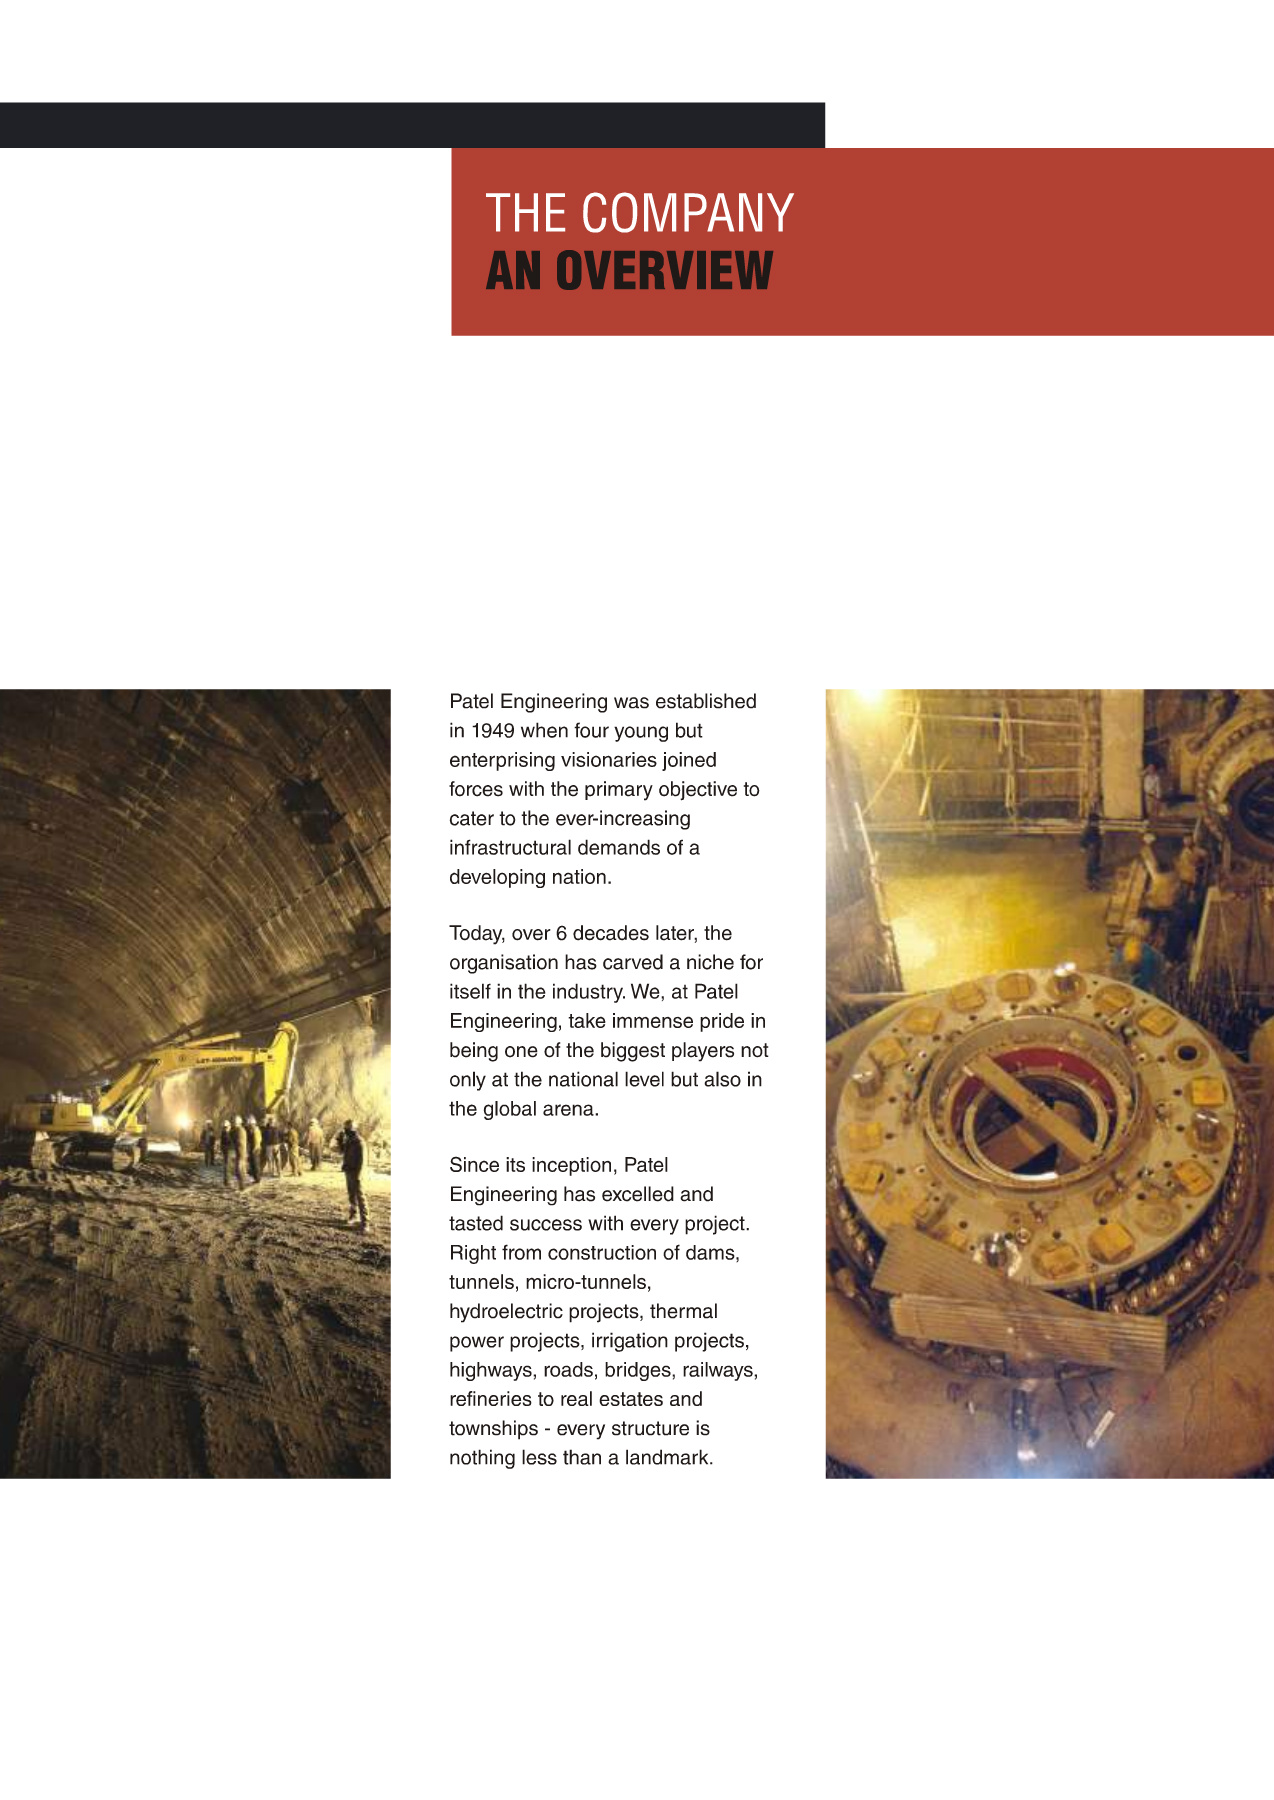 THE COMPANY
AN OVERVIEW
Patel Engineering was established
in 1949 when four young but
enterprising visionaries joined
forces with the primary objective to
cater to the ever-increasing
infrastructural demands of a
developing nation.
Today, over 6 decades later, the
organisation has carved a niche for
itself in the industry. We, at Patel
Engineering, take immense pride in
being one of the biggest players not
only at the national level but also in
the global arena.
Since its inception, Patel
Engineering has excelled and
tasted success with every project.
Right from construction of dams,
tunnels, micro-tunnels,
hydroelectric projects, thermal
power projects, irrigation projects,
highways, roads, bridges, railways,
refineries to real estates and
townships - every structure is
nothing less than a landmark.
L&T-KOMATSU